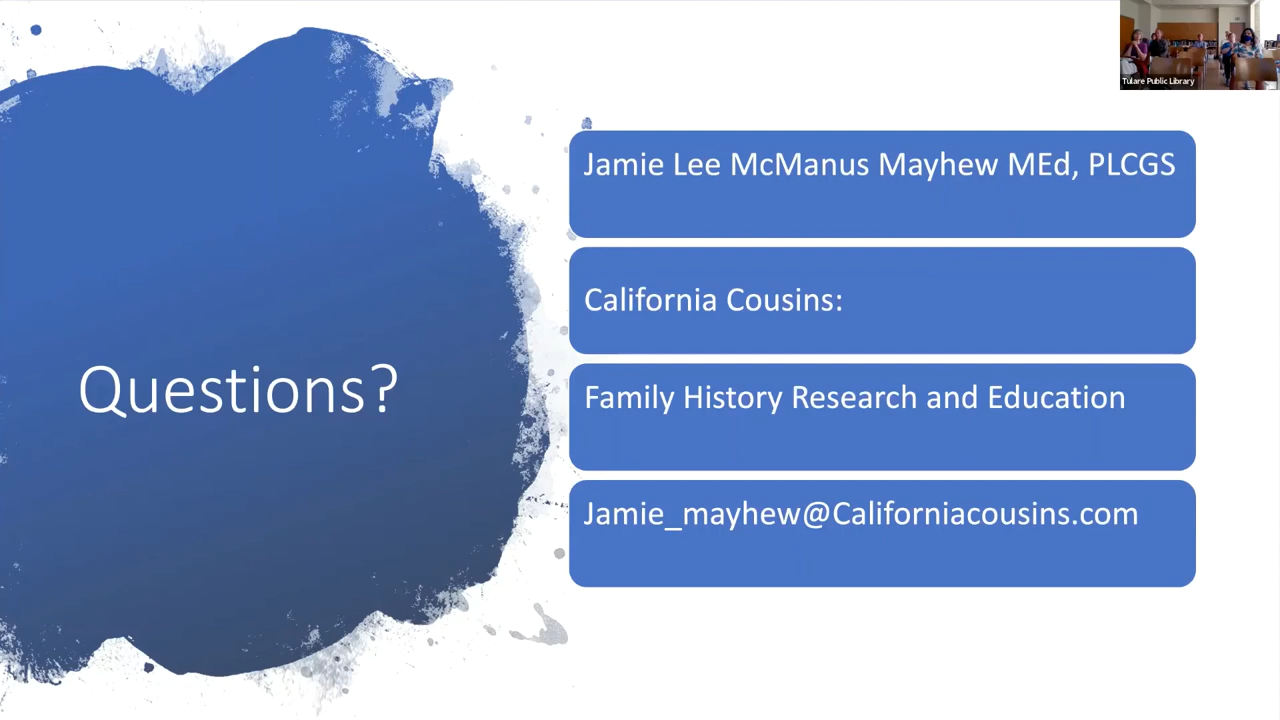 Tulare Public Library
Questions?
Jamie Lee McManus Mayhew MEd, PLCGS
California Cousins:
Family History Research and Education
Jamie_mayhew@Californiacousins.com